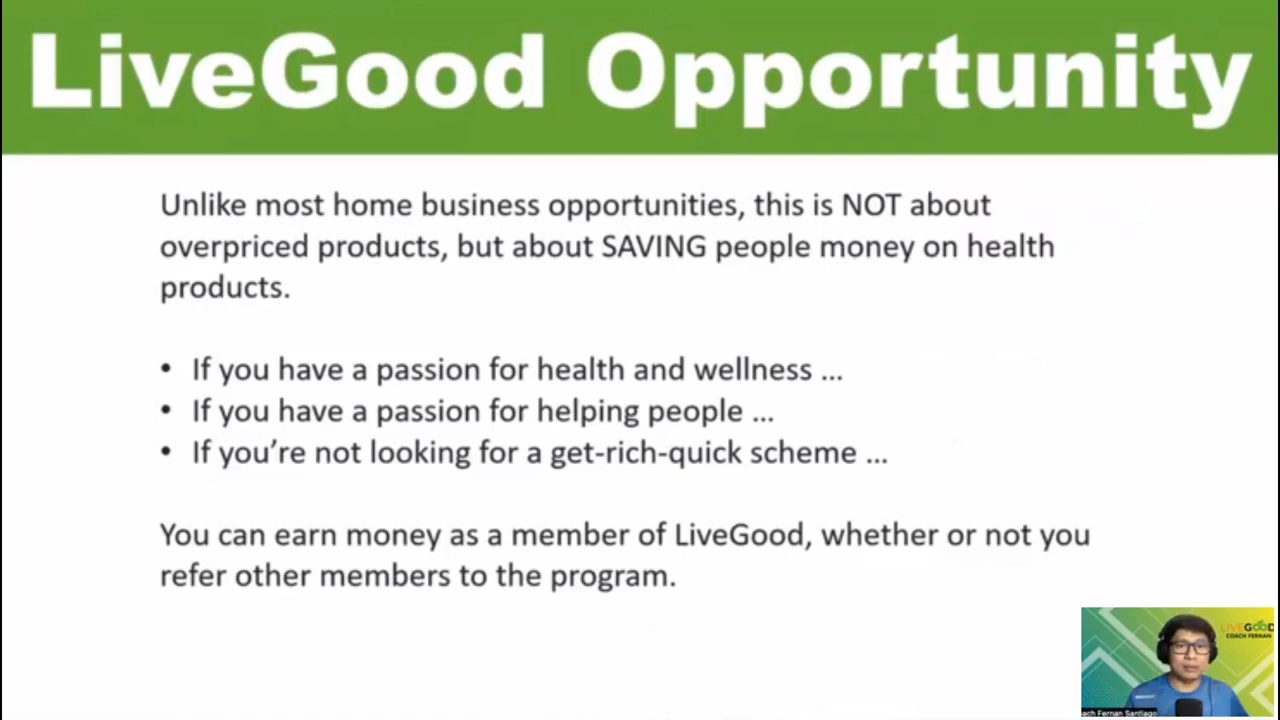 LiveGood Opportunity
Unlike most home business opportunities, this is NOT about
overpriced products, but about SAVING people money on health
products.
• If you have a passion for health and wellness ...
• If you have a passion for helping people ...
• If you're not looking for a get-rich-quick scheme ...
You can earn money as a member of LiveGood, whether or not you
refer other members to the program.
LIVEGOOD
COACH FERNAN
ach Fernan Santiago